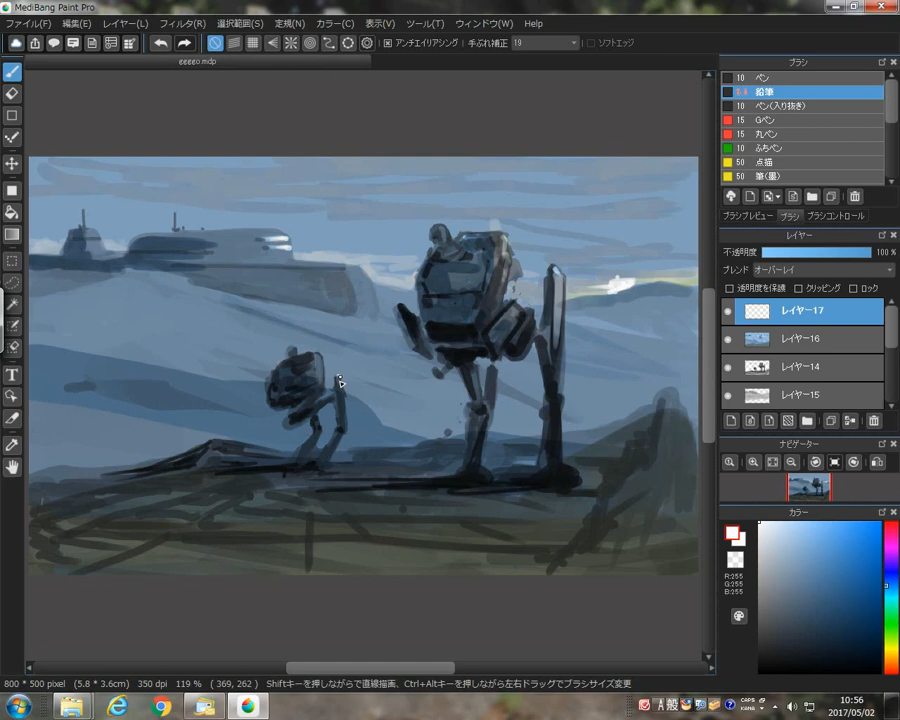 MediBang Paint Pro
ファイル(F) 編集(E) レイヤー(L) フィルタ(R) 選択範囲(S) 定規(N) カラー(C) 表示(V) ツール(T) ウィンドウ(W) Help
アンチエイリアシング 手ぶれ補正 19 ソフトエッジ
ggggo.mdp
ブラシ
10 ペン
鉛筆
10 ペン(入り抜き)
15 Gペン
15 丸ペン
10 ふちペン
50 点描
50 筆(墨)
ブラシプレビュー ブラシ ブラシコントロール
レイヤー
不透明度 100 %
ブレンド オーバーレイ
透明度を保護 クリッピング ロック
レイヤー17
レイヤー16
レイヤー14
レイヤー15
ナビゲーター
カラー
R:255
G:255
B:255
800 * 500 pixel (5.8 * 3.6cm) 350 dpi 119 % ( 369, 262 ) Shiftキーを押しながらで直線描画、Ctrl+Altキーを押しながら左右ドラッグでブラシサイズ変更
A 般 CAPS
KANA
10:56
2017/05/02